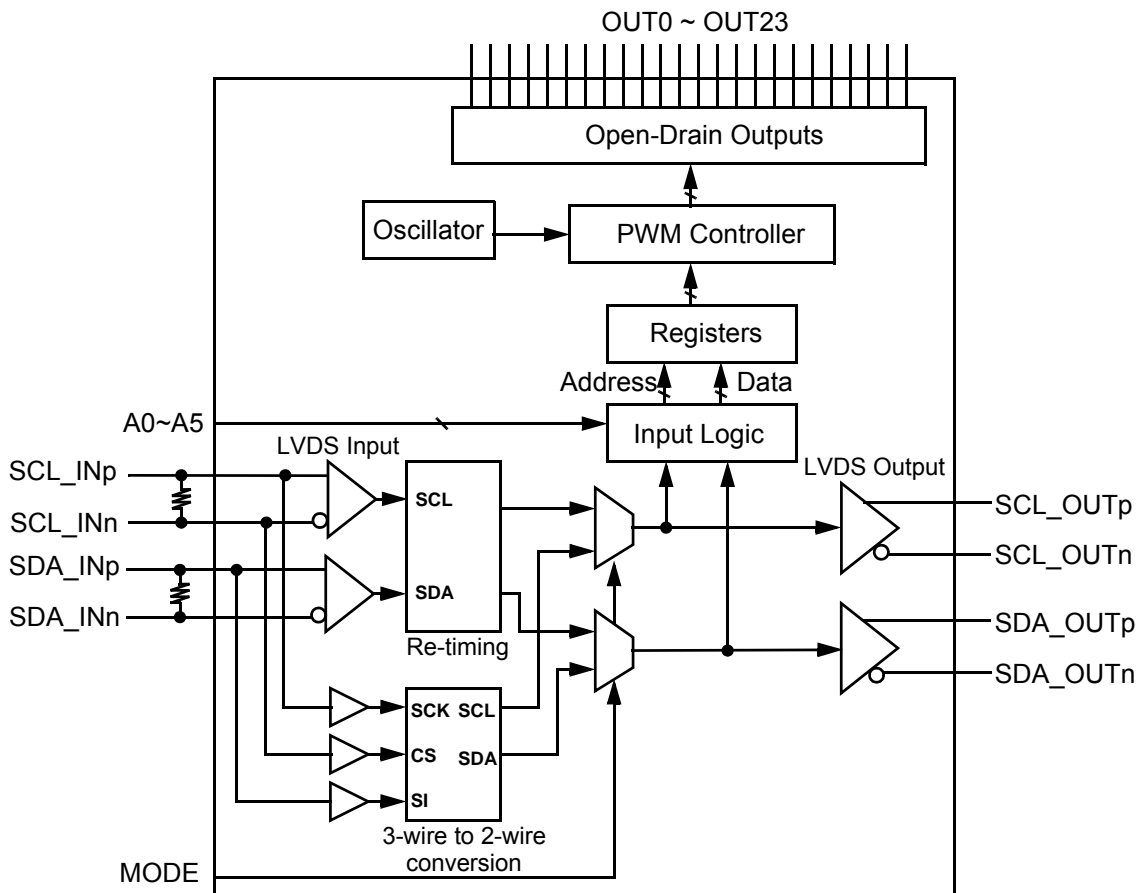 OUT0 ~ OUT23
Open-Drain Outputs
Oscillator
PWM Controller
Registers
Address
Data
A0~A5
Input Logic
LVDS Input
LVDS Output
SCL_INp
SCL_INn
SDA_INp
SDA_INn
SCL
SDA
Re-timing
SCL_OUTp
SCL_OUTn
SDA_OUTp
SDA_OUTn
SCK SCL
CS SDA
SI
3-wire to 2-wire
conversion
MODE